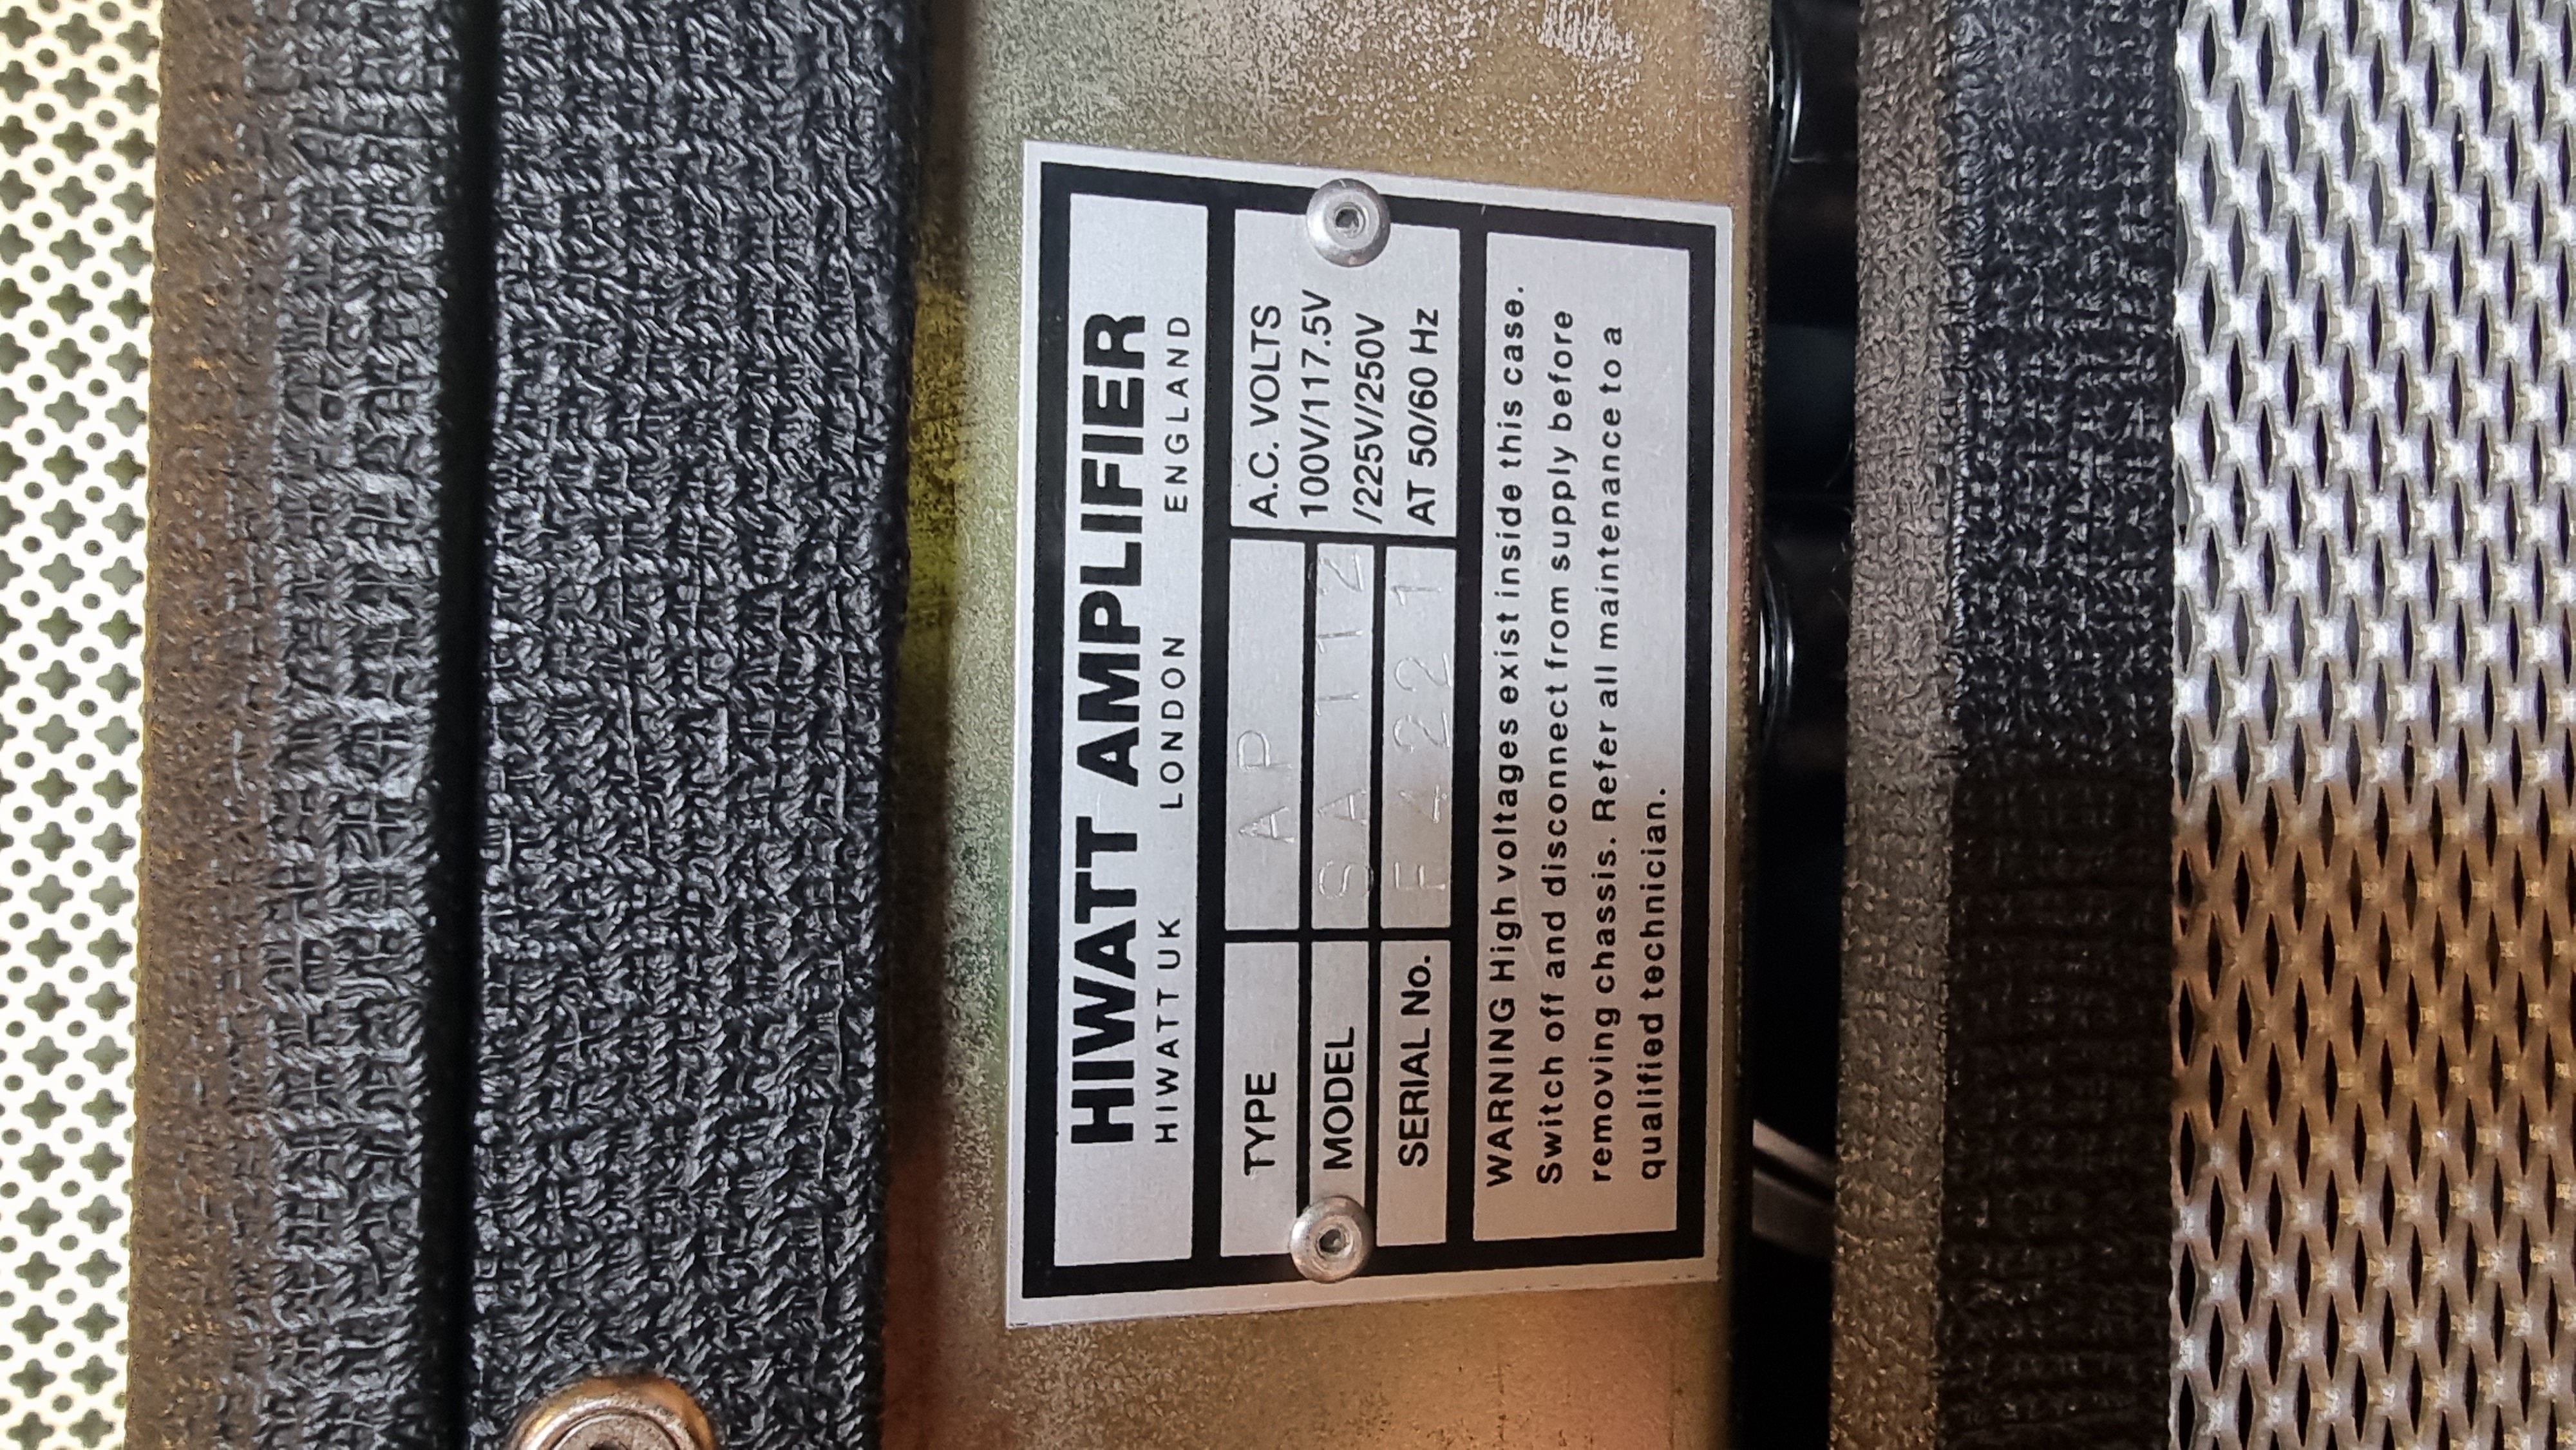 HIWATT AMPLIFIER
HIWATT UK LONDON ENGLAND
TYPE AP
MODEL SA 112
SERIAL No. F4221
A.C. VOLTS
100V/117.5V
/225V/250V
AT 50/60 Hz
WARNING High voltages exist inside this case.
Switch off and disconnect from supply before
removing chassis. Refer all maintenance to a
qualified technician.